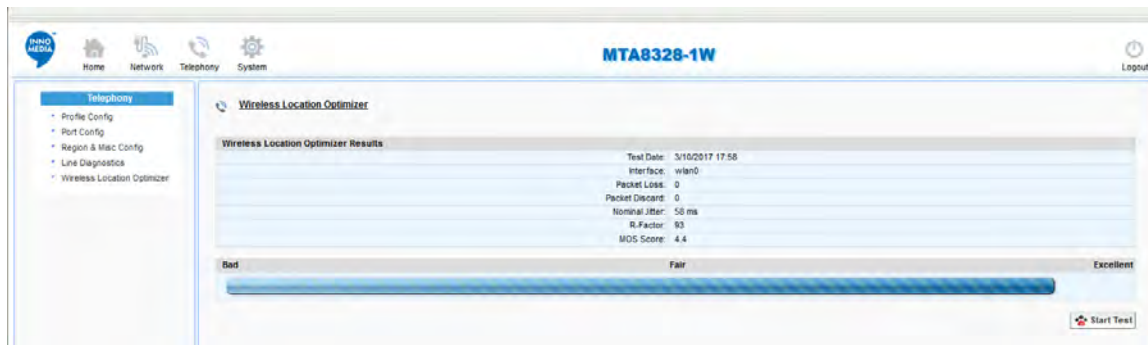 INNO
MEDIA
Home
Network
Telephony
System
MTA8328-1W
Logout
Telephony
Profile Config
Port Config
Region & Misc Config
Line Diagnostics
Wireless Location Optimizer
Wireless Location Optimizer
Wireless Location Optimizer Results
Test Date: 3/10/2017 17:58
Interface: wlan0
Packet Loss: 0
Packet Discard: 0
Nominal Jitter: 58 ms
R-Factor: 93
MOS Score: 4.4
Bad Fair Excellent
Start Test